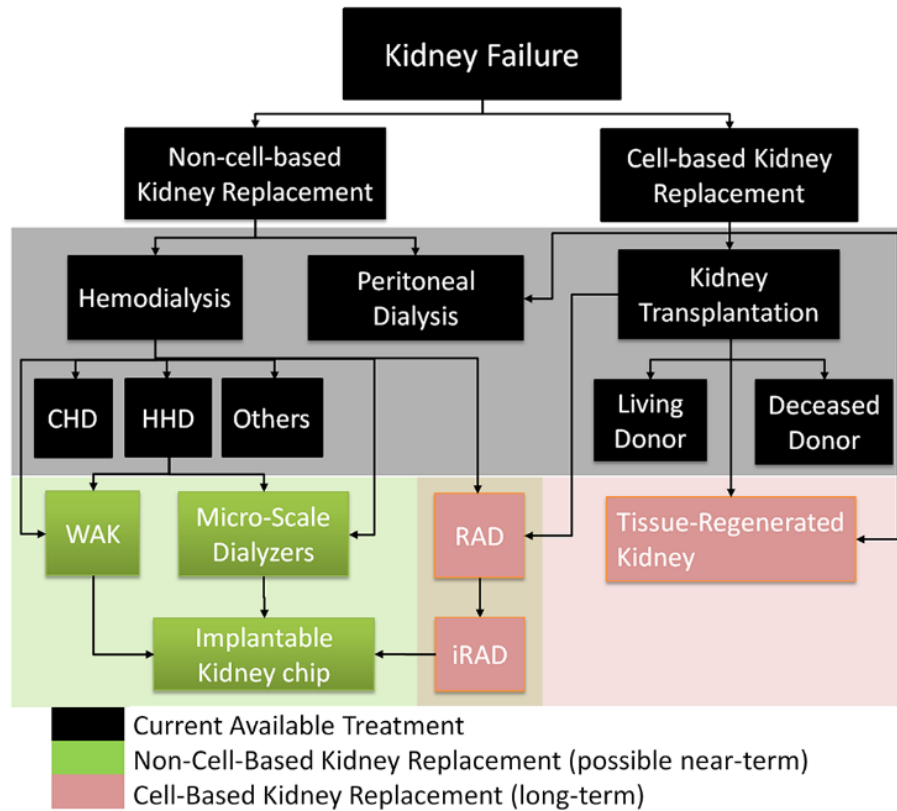 Kidney Failure
Non-cell-based
Kidney Replacement
Cell-based Kidney
Replacement
Hemodialysis
Peritoneal
Dialysis
Kidney
Transplantation
CHD
HHD
Others
Living
Donor
Deceased
Donor
WAK
Micro-Scale
Dialyzers
RAD
Tissue-Regenerated
Kidney
Implantable
Kidney chip
iRAD
Current Available Treatment
Non-Cell-Based Kidney Replacement (possible near-term)
Cell-Based Kidney Replacement (long-term)